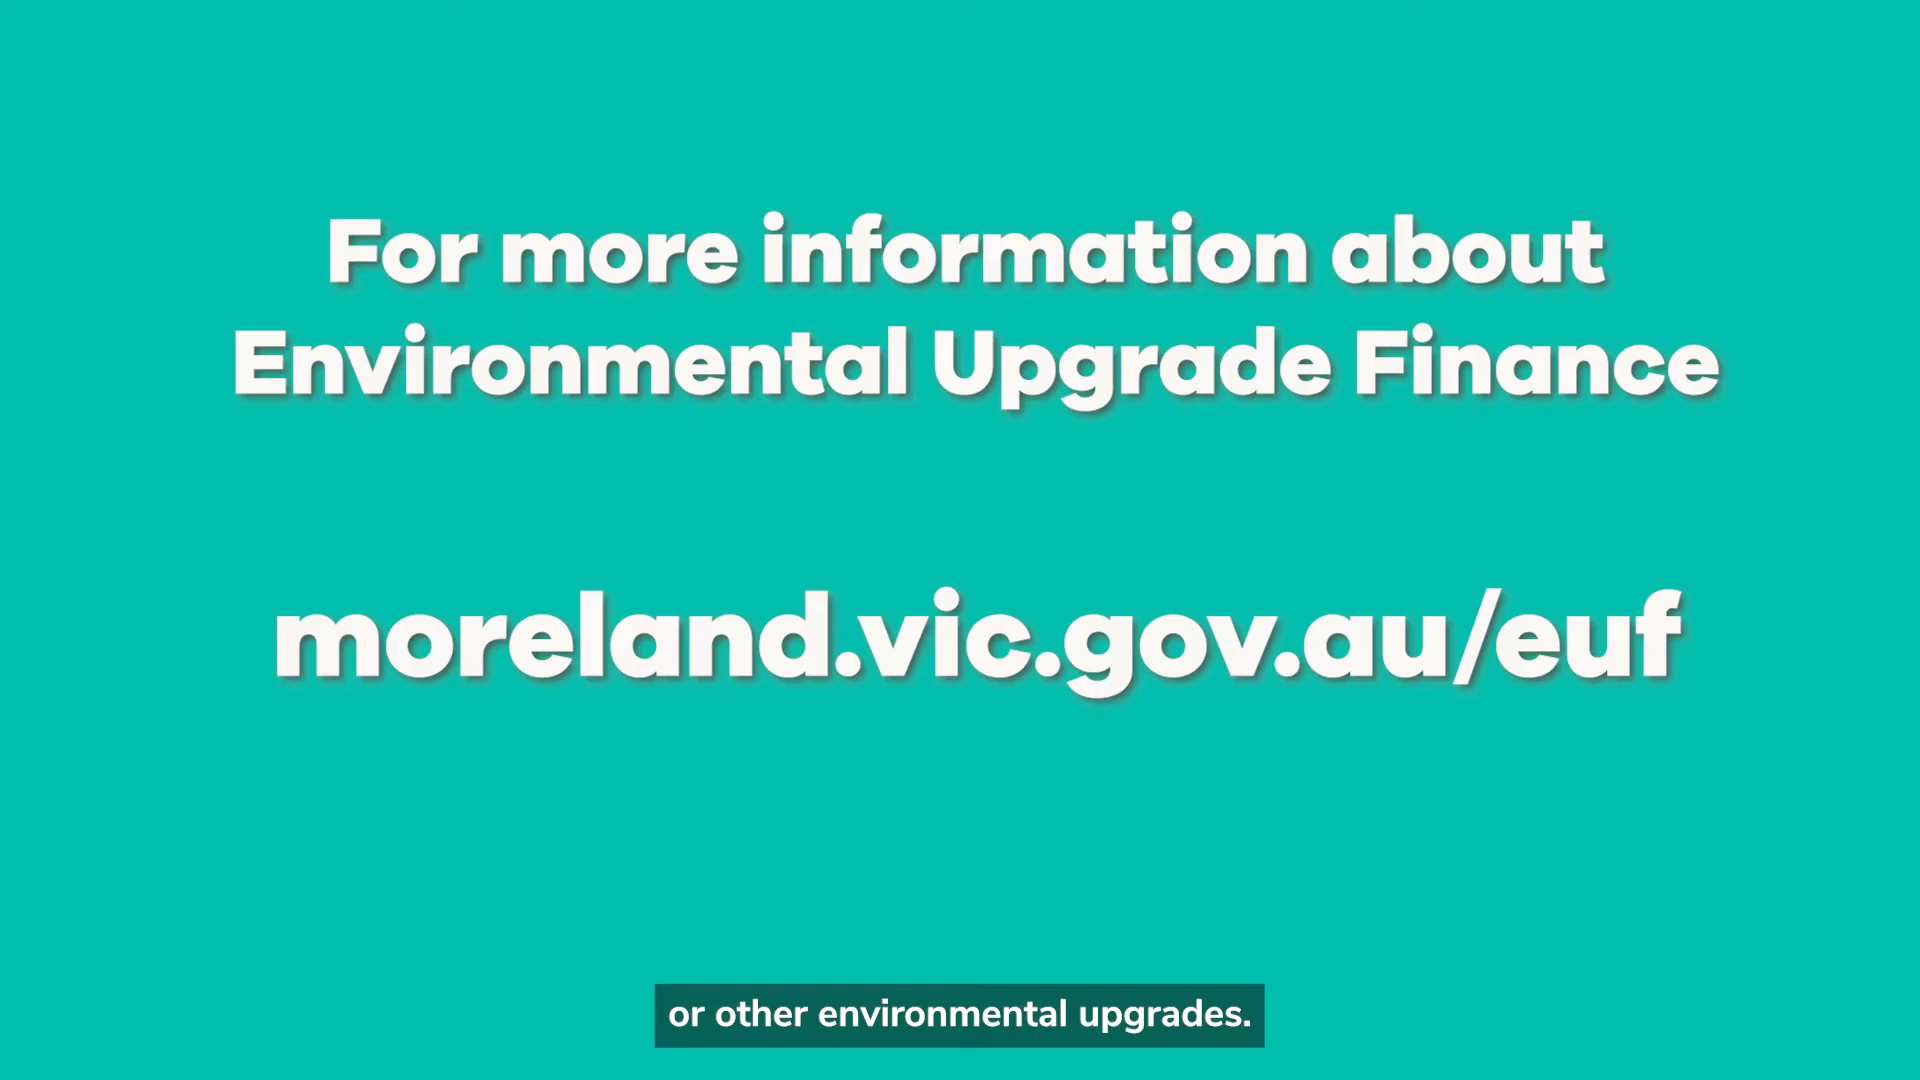 For more information about
Environmental Upgrade Finance
moreland.vic.gov.au/euf
or other environmental upgrades.